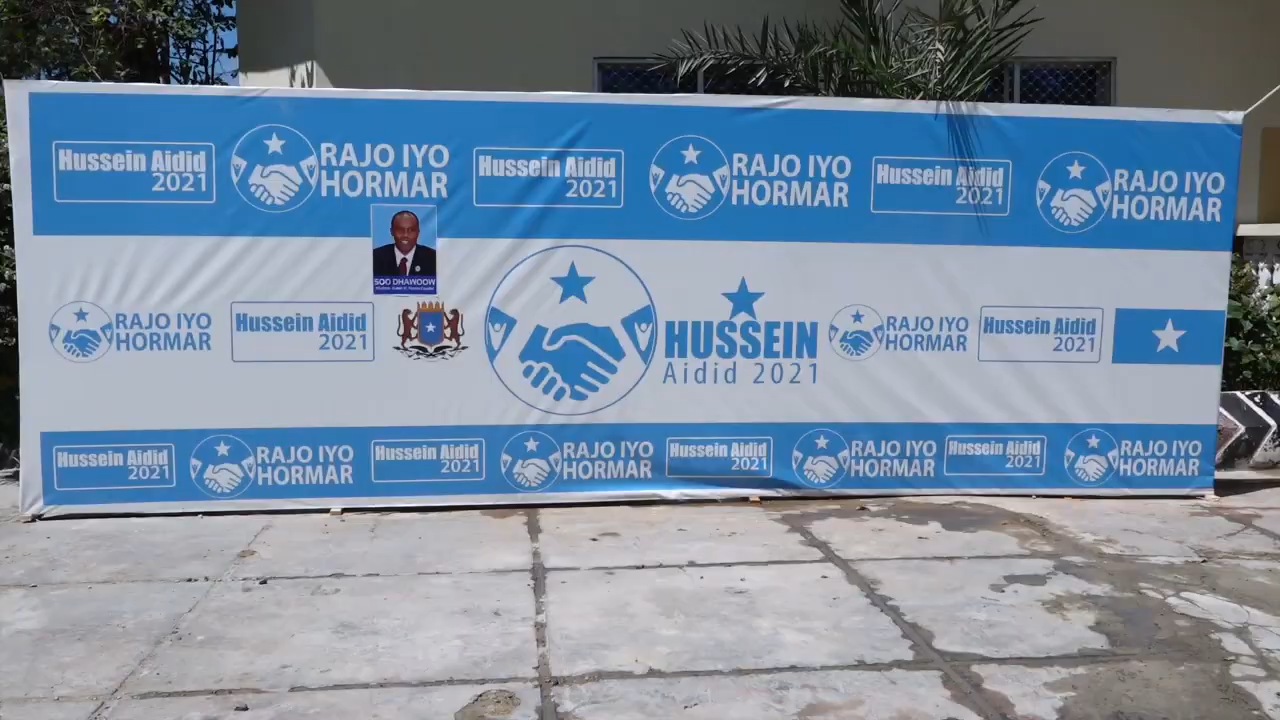 Hussein Aidid
2021
RAJO IYO
HORMAR
Hussein Aidid
2021
RAJO IYO
HORMAR
Hussein Aidid
2021
RAJO IYO
HORMAR
SOO DHAWOOW
RAJO IYO
HORMAR
Hussein Aidid
2021
HUSSEIN
Aidid 2021
RAJO IYO
HORMAR
Hussein Aidid
2021
Hussein Aidid
2021
RAJO IYO
HORMAR
Hussein Aidid
2021
RAJO IYO
HORMAR
Hussein Aidid
2021
RAJO IYO
HORMAR
Hussein Aidid
2021
RAJO IYO
HORMAR